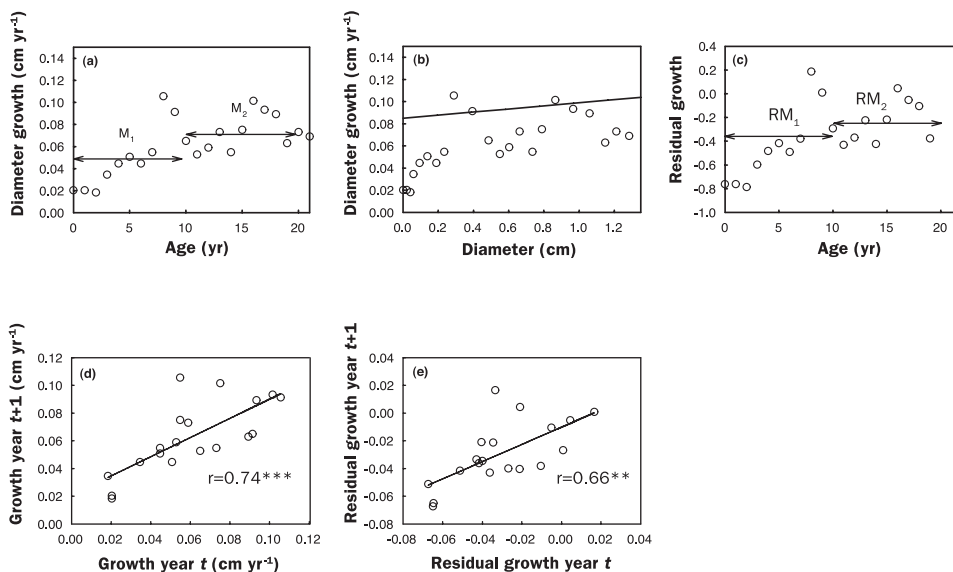 (a)
Diameter growth (cm yr-1)
0.14
0.12
0.10
0.08
0.06
0.04
0.02
0.00
M1
M2
0 5 10 15 20
Age (yr)
(b)
Diameter growth (cm yr-1)
0.14
0.12
0.10
0.08
0.06
0.04
0.02
0.00
0.0 0.2 0.4 0.6 0.8 1.0 1.2
Diameter (cm)
(c)
Residual growth
0.4
0.2
-0.0
-0.2
-0.4
-0.6
-0.8
-1.0
RM1
RM2
0 5 10 15 20
Age (yr)
(d)
Growth year t+1 (cm yr-1)
0.12
0.10
0.08
0.06
0.04
0.02
0.00
r=0.74***
0.00 0.02 0.04 0.06 0.08 0.10 0.12
Growth year t (cm yr-1)
(e)
Residual growth year t+1
0.04
0.02
0.00
-0.02
-0.04
-0.06
-0.08
r=0.66**
-0.08 -0.06 -0.04 -0.02 0.00 0.02 0.04
Residual growth year t